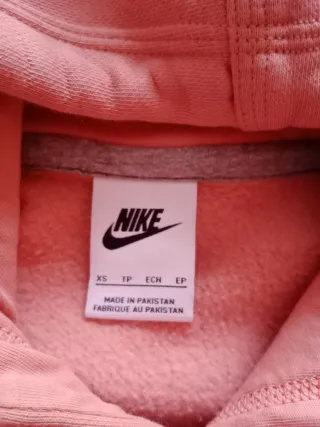 NIKE
XS TP ECH EP
MADE IN PAKISTAN
FABRIQUE AU PAKISTAN